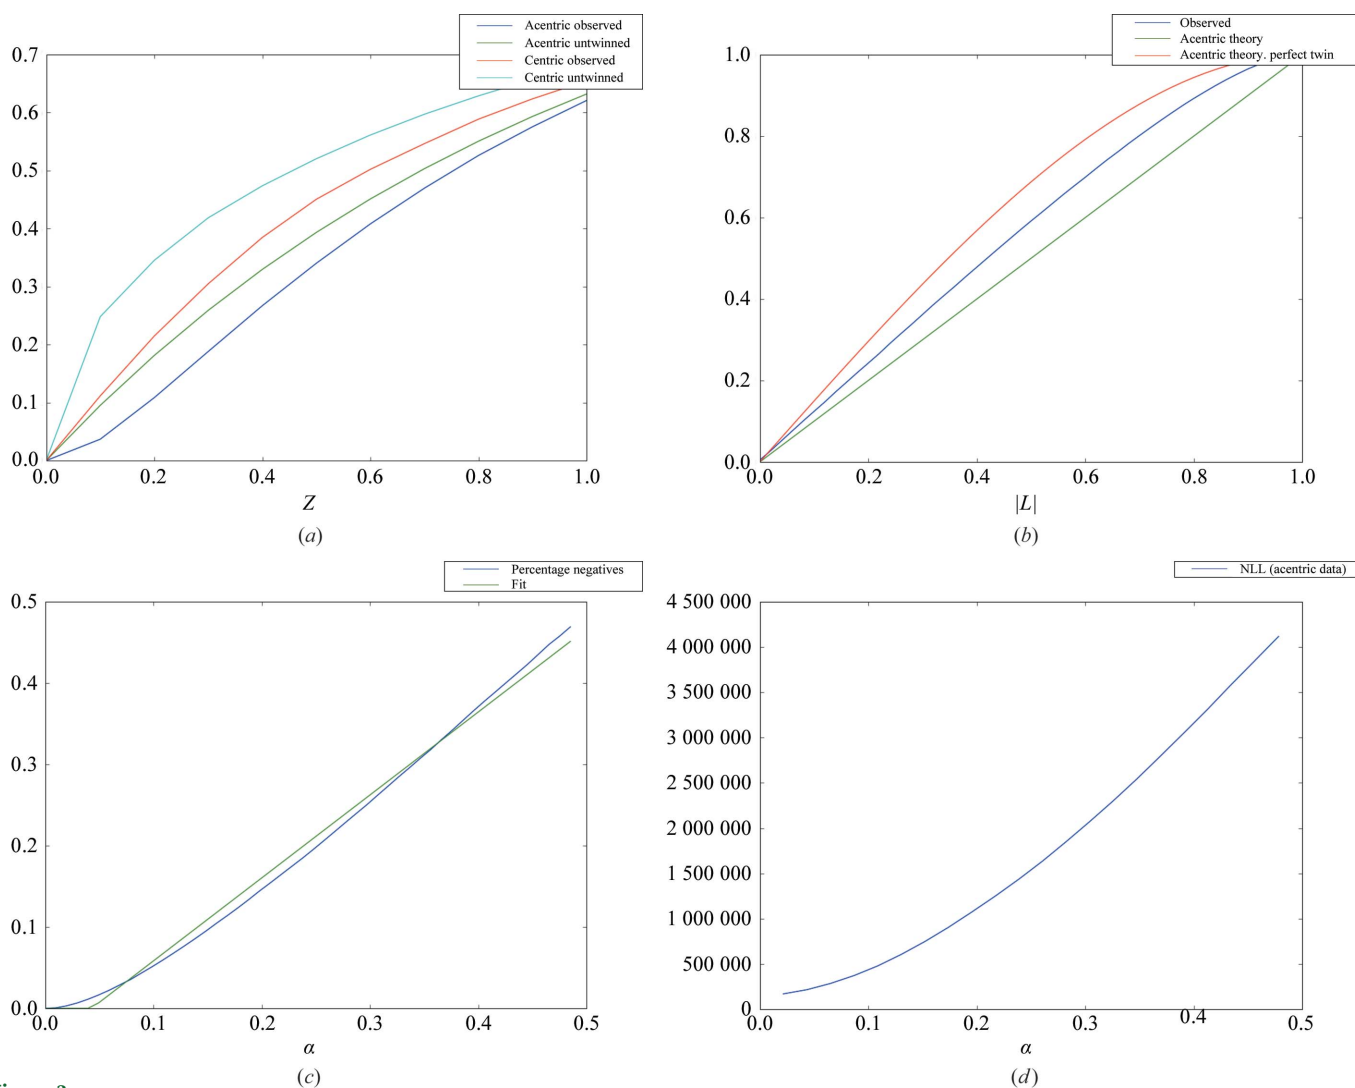 Acentric observed
Acentric untwinned
Centric observed
Centric untwinned
0.7
0.6
0.5
0.4
0.3
0.2
0.1
0.0
0.0 0.2 0.4 0.6 0.8 1.0
Z
(a)
Observed
Acentric theory
Acentric theory. perfect twin
1.0
0.8
0.6
0.4
0.2
0.0
0.0 0.2 0.4 0.6 0.8 1.0
|L|
(b)
Percentage negatives
Fit
0.5
0.4
0.3
0.2
0.1
0.0
0.0 0.1 0.2 0.3 0.4 0.5
α
(c)
NLL (acentric data)
4 500 000
4 000 000
3 500 000
3 000 000
2 500 000
2 000 000
1 500 000
1 000 000
500 000
0
0.0 0.1 0.2 0.3 0.4 0.5
α
(d)